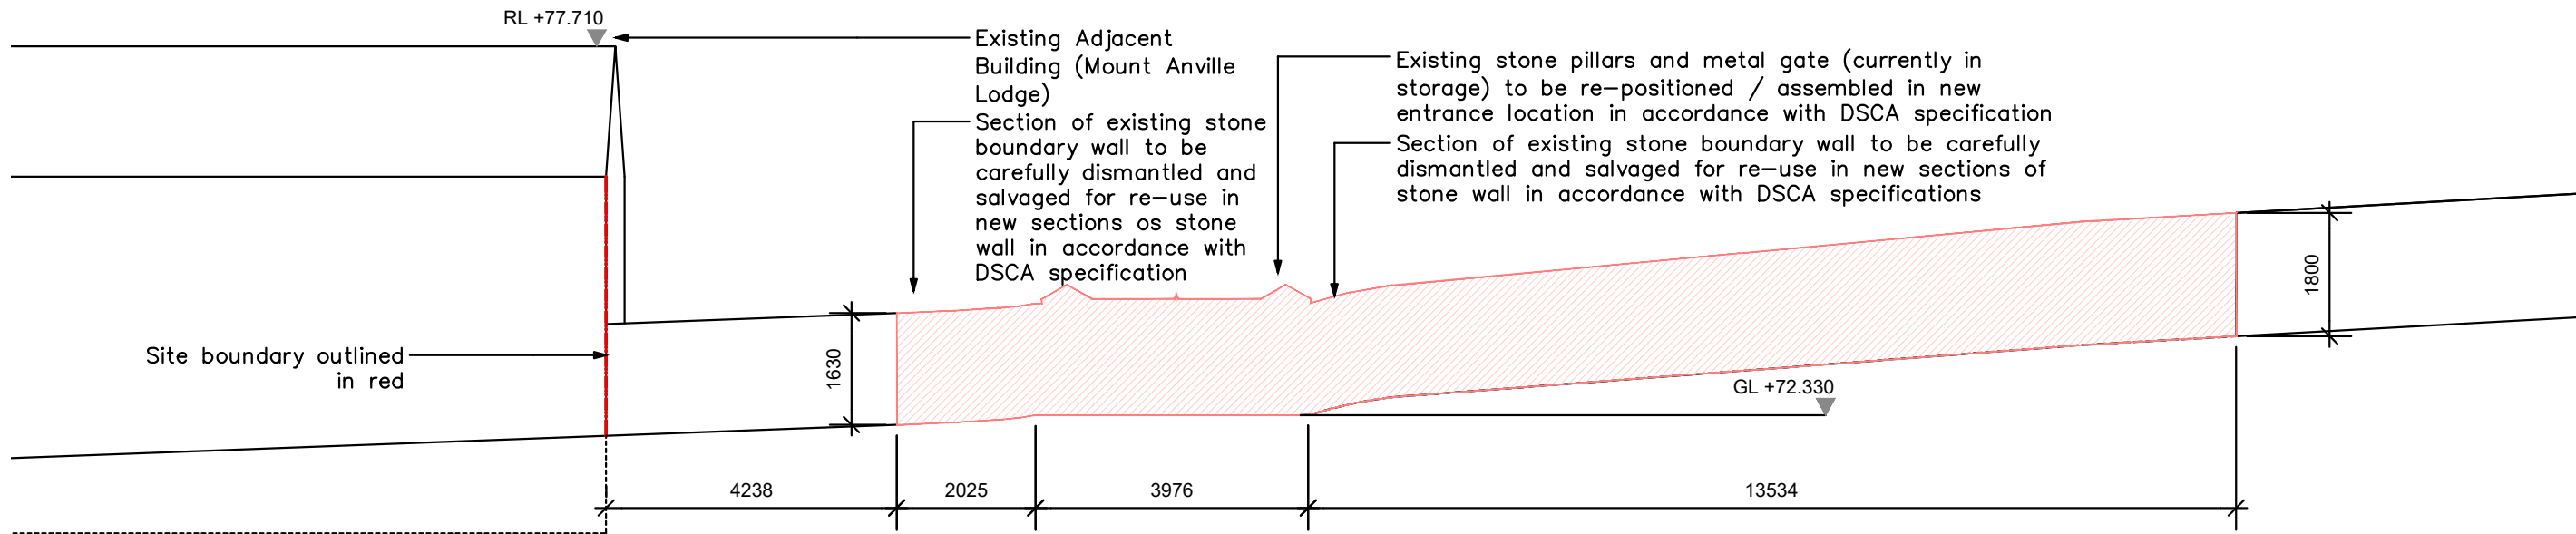 RL +77.710
Existing Adjacent
Building (Mount Anville
Lodge)
Section of existing stone
boundary wall to be
carefully dismantled and
salvaged for re-use in
new sections os stone
wall in accordance with
DSCA specification
Existing stone pillars and metal gate (currently in
storage) to be re-positioned / assembled in new
entrance location in accordance with DSCA specification
Section of existing stone boundary wall to be carefully
dismantled and salvaged for re-use in new sections of
stone wall in accordance with DSCA specifications
Site boundary outlined
in red
1630
1800
GL +72.330
4238
2025
3976
13534